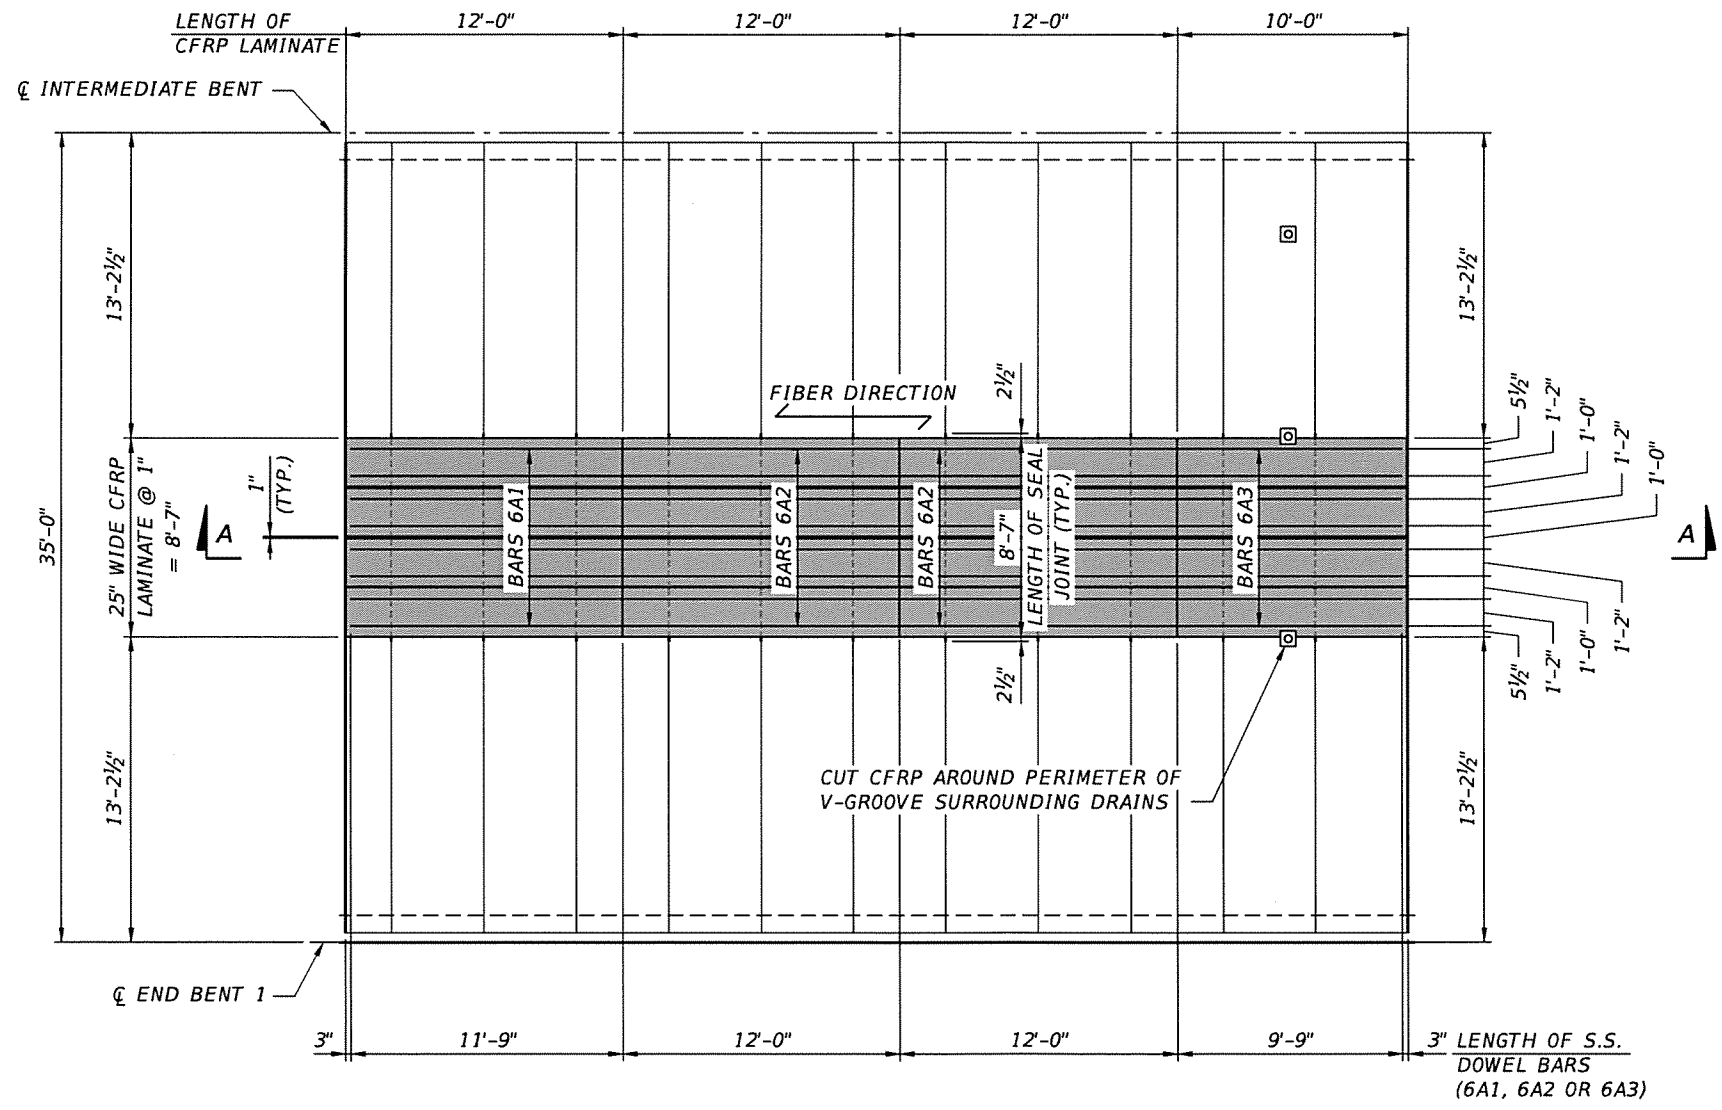 LENGTH OF
CFRP LAMINATE
12'-0"
12'-0"
12'-0"
10'-0"
℄ INTERMEDIATE BENT
13'-2½"
35'-0"
25" WIDE CFRP
LAMINATE @ 1"
= 8'-7"
1"
(TYP.)
A
13'-2½"
FIBER DIRECTION
2½"
BARS 6A1
BARS 6A2
BARS 6A2
8'-7"
LENGTH OF SEAL
JOINT (TYP.)
BARS 6A3
2½"
13'-2½"
5½"
1'-2"
1'-0"
1'-2"
1'-0"
A
1'-2"
1'-0"
1'-2"
5½"
13'-2½"
CUT CFRP AROUND PERIMETER OF
V-GROOVE SURROUNDING DRAINS
℄ END BENT 1
3"
11'-9"
12'-0"
12'-0"
9'-9"
3"
LENGTH OF S.S.
DOWEL BARS
(6A1, 6A2 OR 6A3)